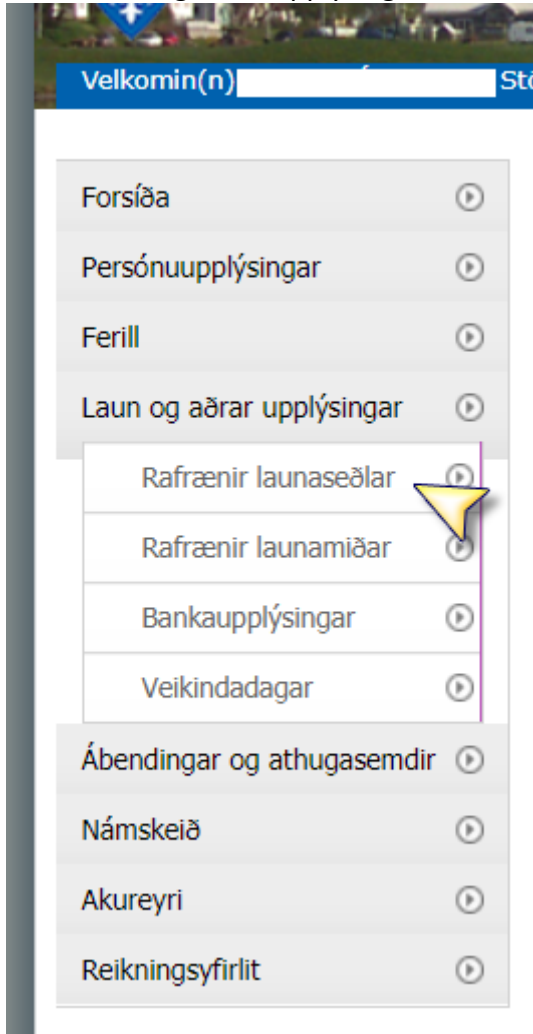 Velkomin(n)
Forsíða
Persónuupplýsingar
Ferill
Laun og aðrar upplýsingar
Rafrænir launaseðlar
Rafrænir launamiðar
Bankaupplýsingar
Veikindadagar
Ábendingar og athugasemdir
Námskeið
Akureyri
Reikningsyfirlit